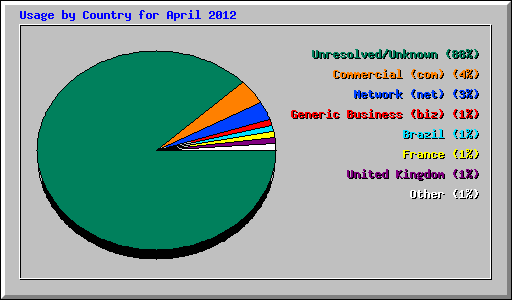 Usage by Country for April 2012
Unresolved/Unknown (88%)
Commercial (com) (4%)
Network (net) (3%)
Generic Business (biz) (1%)
Brazil (1%)
France (1%)
United Kingdom (1%)
Other (1%)